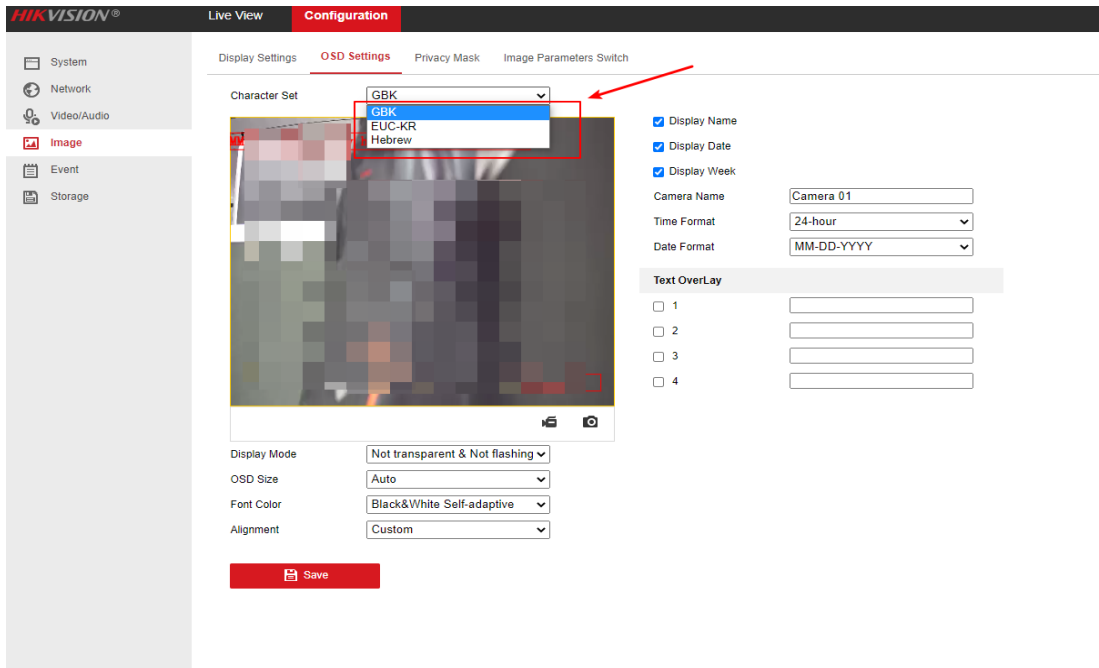 HIKVISION®
Live View
Configuration
System
Network
Video/Audio
Image
Event
Storage
Display Settings
OSD Settings
Privacy Mask
Image Parameters Switch
Character Set
GBK
GBK
EUC-KR
Hebrew
Display Name
Display Date
Display Week
Camera Name
Camera 01
Time Format
24-hour
Date Format
MM-DD-YYYY
Text OverLay
1
2
3
4
Display Mode
Not transparent & Not flashing
OSD Size
Auto
Font Color
Black&White Self-adaptive
Alignment
Custom
Save